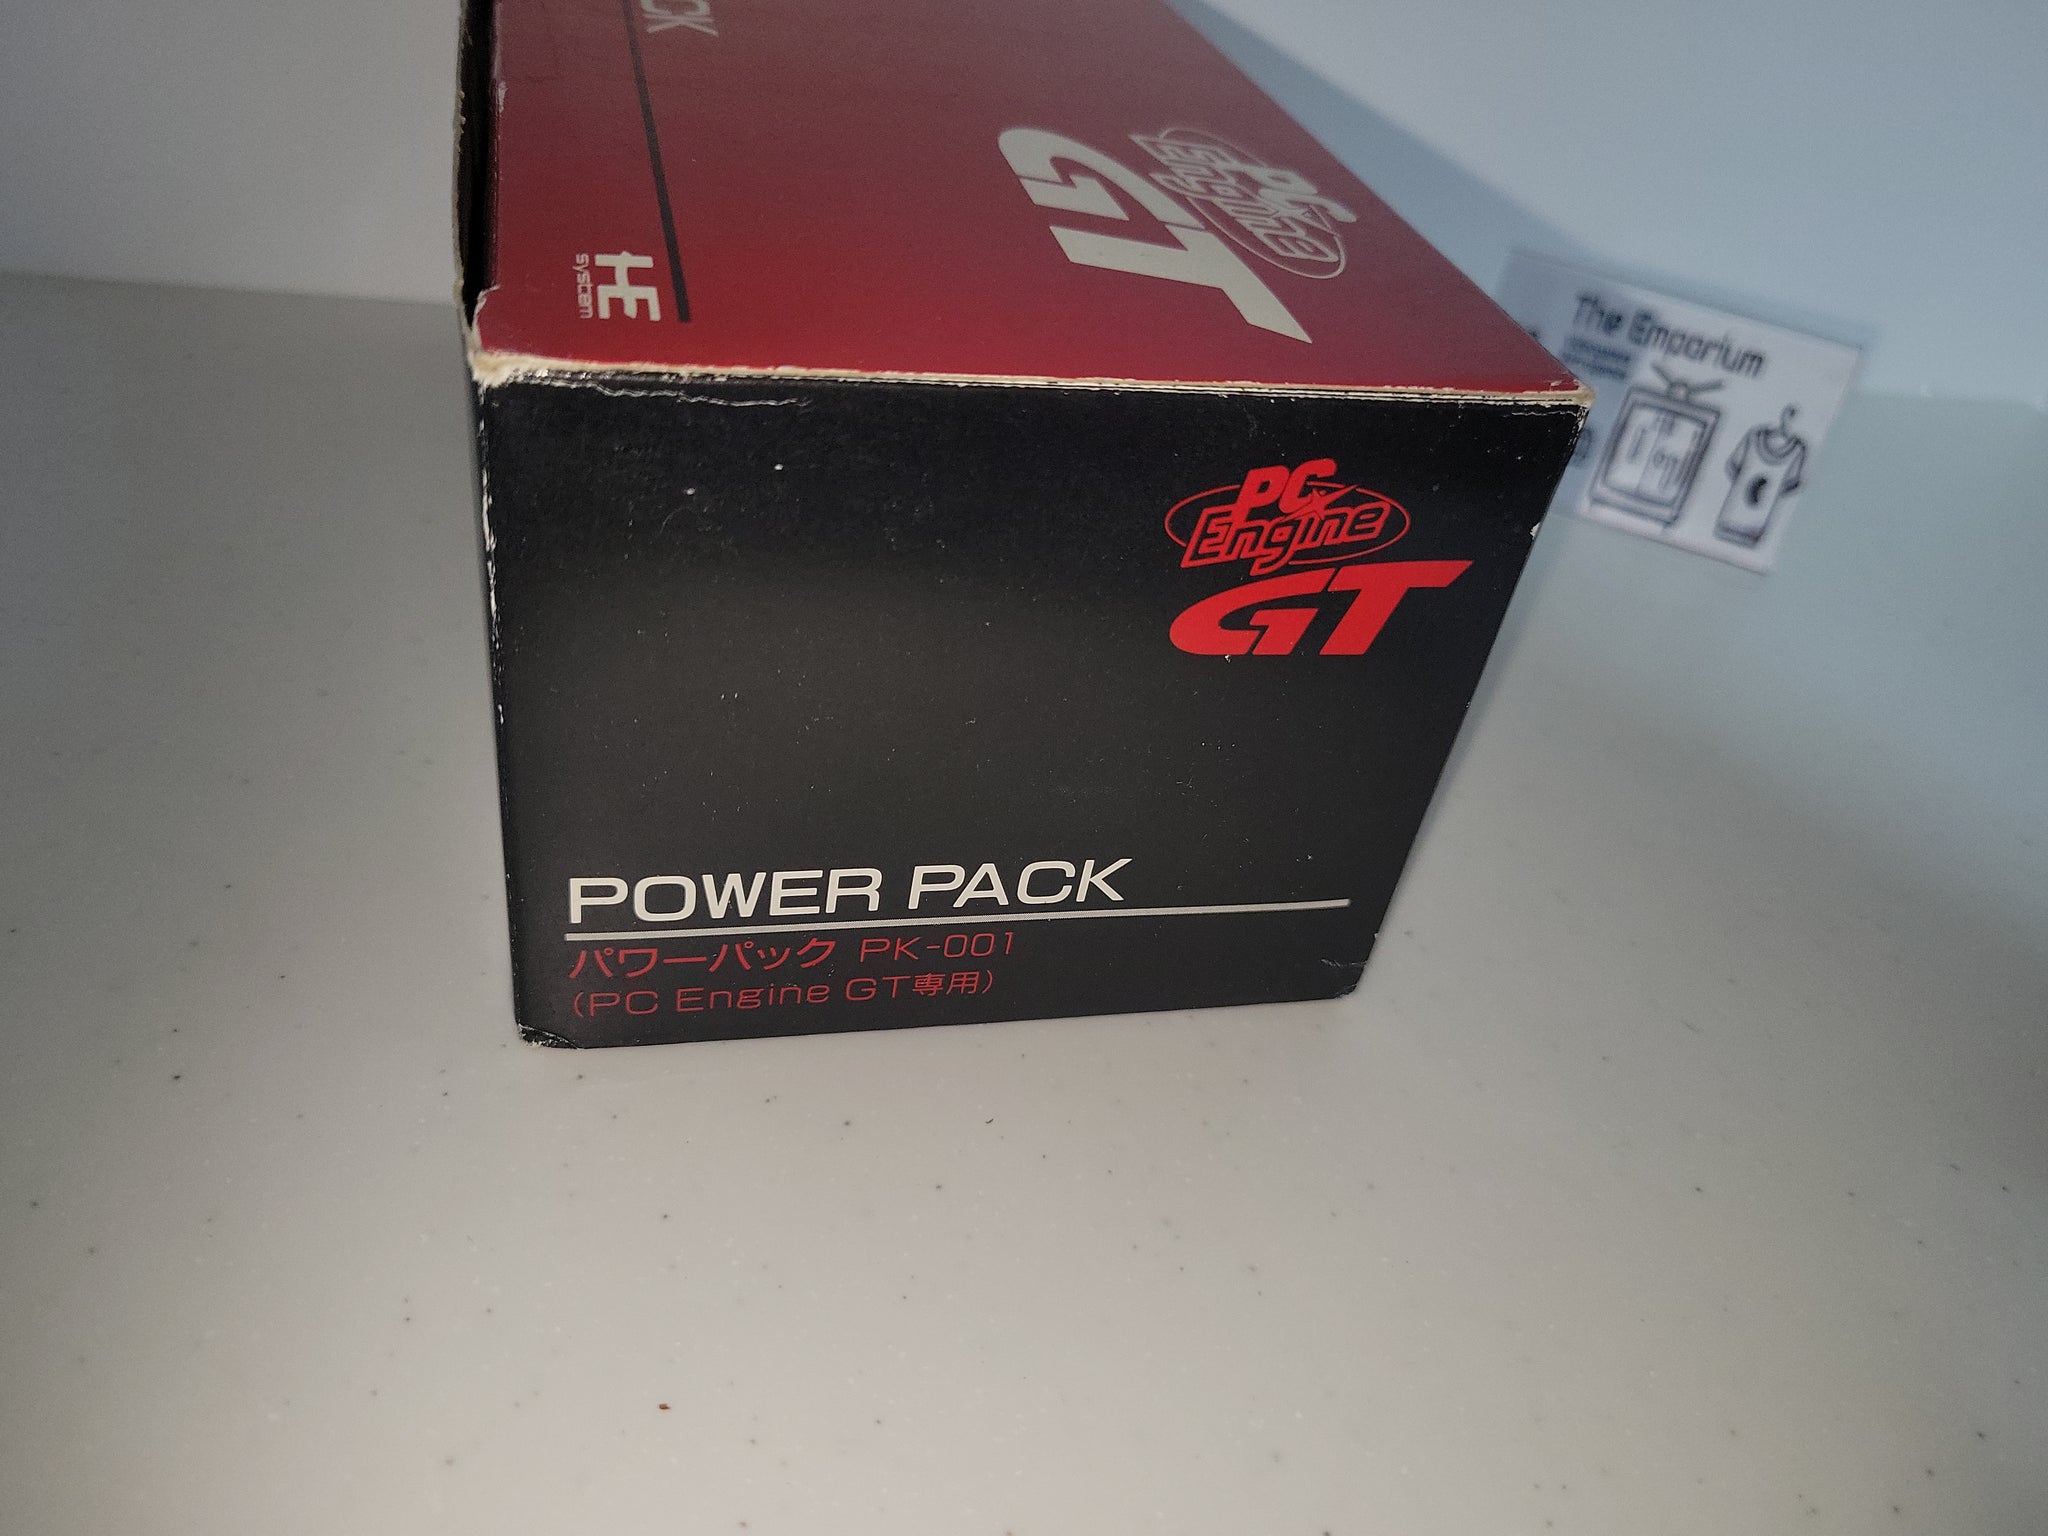 CK
HE
system
PC
Engine
GT
PC
Engine
GT
POWER PACK
パワーパック PK-001
(PC Engine GT専用)
The Emporium